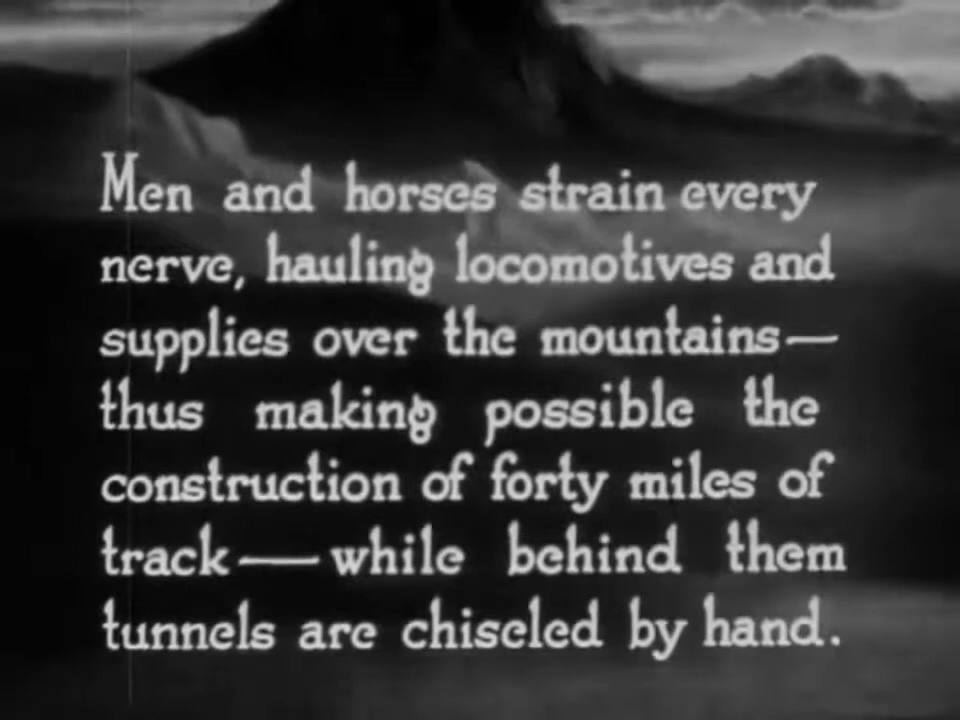 Men and horses strain every
nerve, hauling locomotives and
supplies over the mountains—
thus making possible the
construction of forty miles of
track—while behind them
tunnels are chiseled by hand.